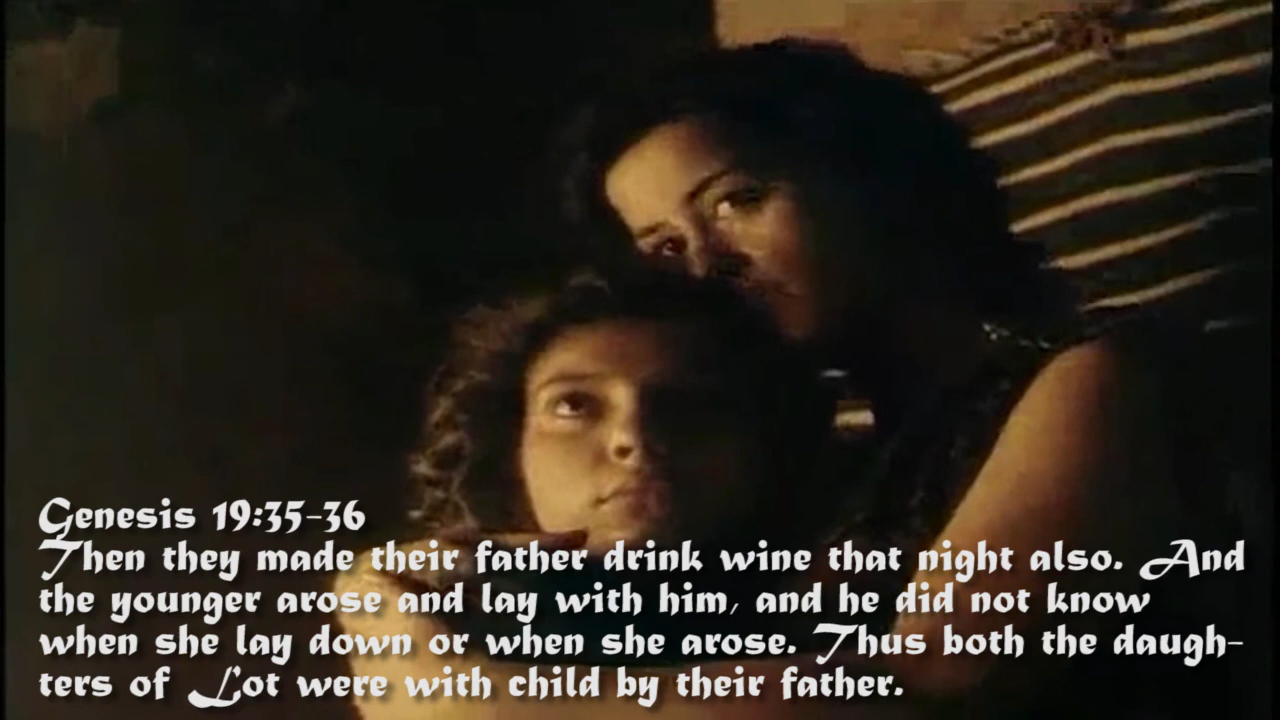 Genesis 19:35-36
Then they made their father drink wine that night also. And
the younger arose and lay with him, and he did not know
when she lay down or when she arose. Thus both the daugh-
ters of Lot were with child by their father.